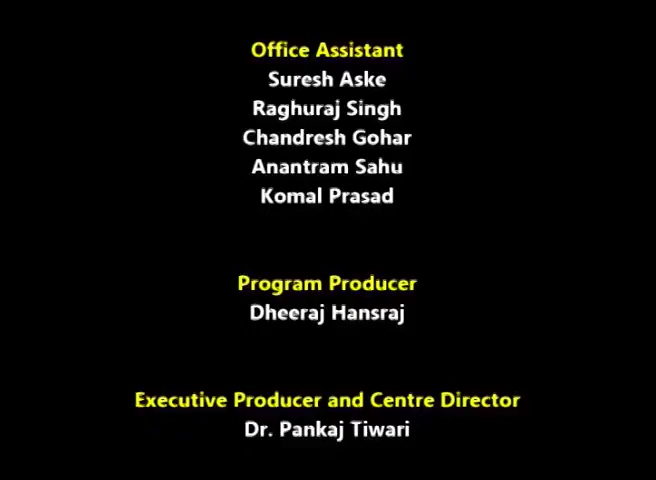 Office Assistant
Suresh Aske
Raghuraj Singh
Chandresh Gohar
Anantram Sahu
Komal Prasad
Program Producer
Dheeraj Hansraj
Executive Producer and Centre Director
Dr. Pankaj Tiwari